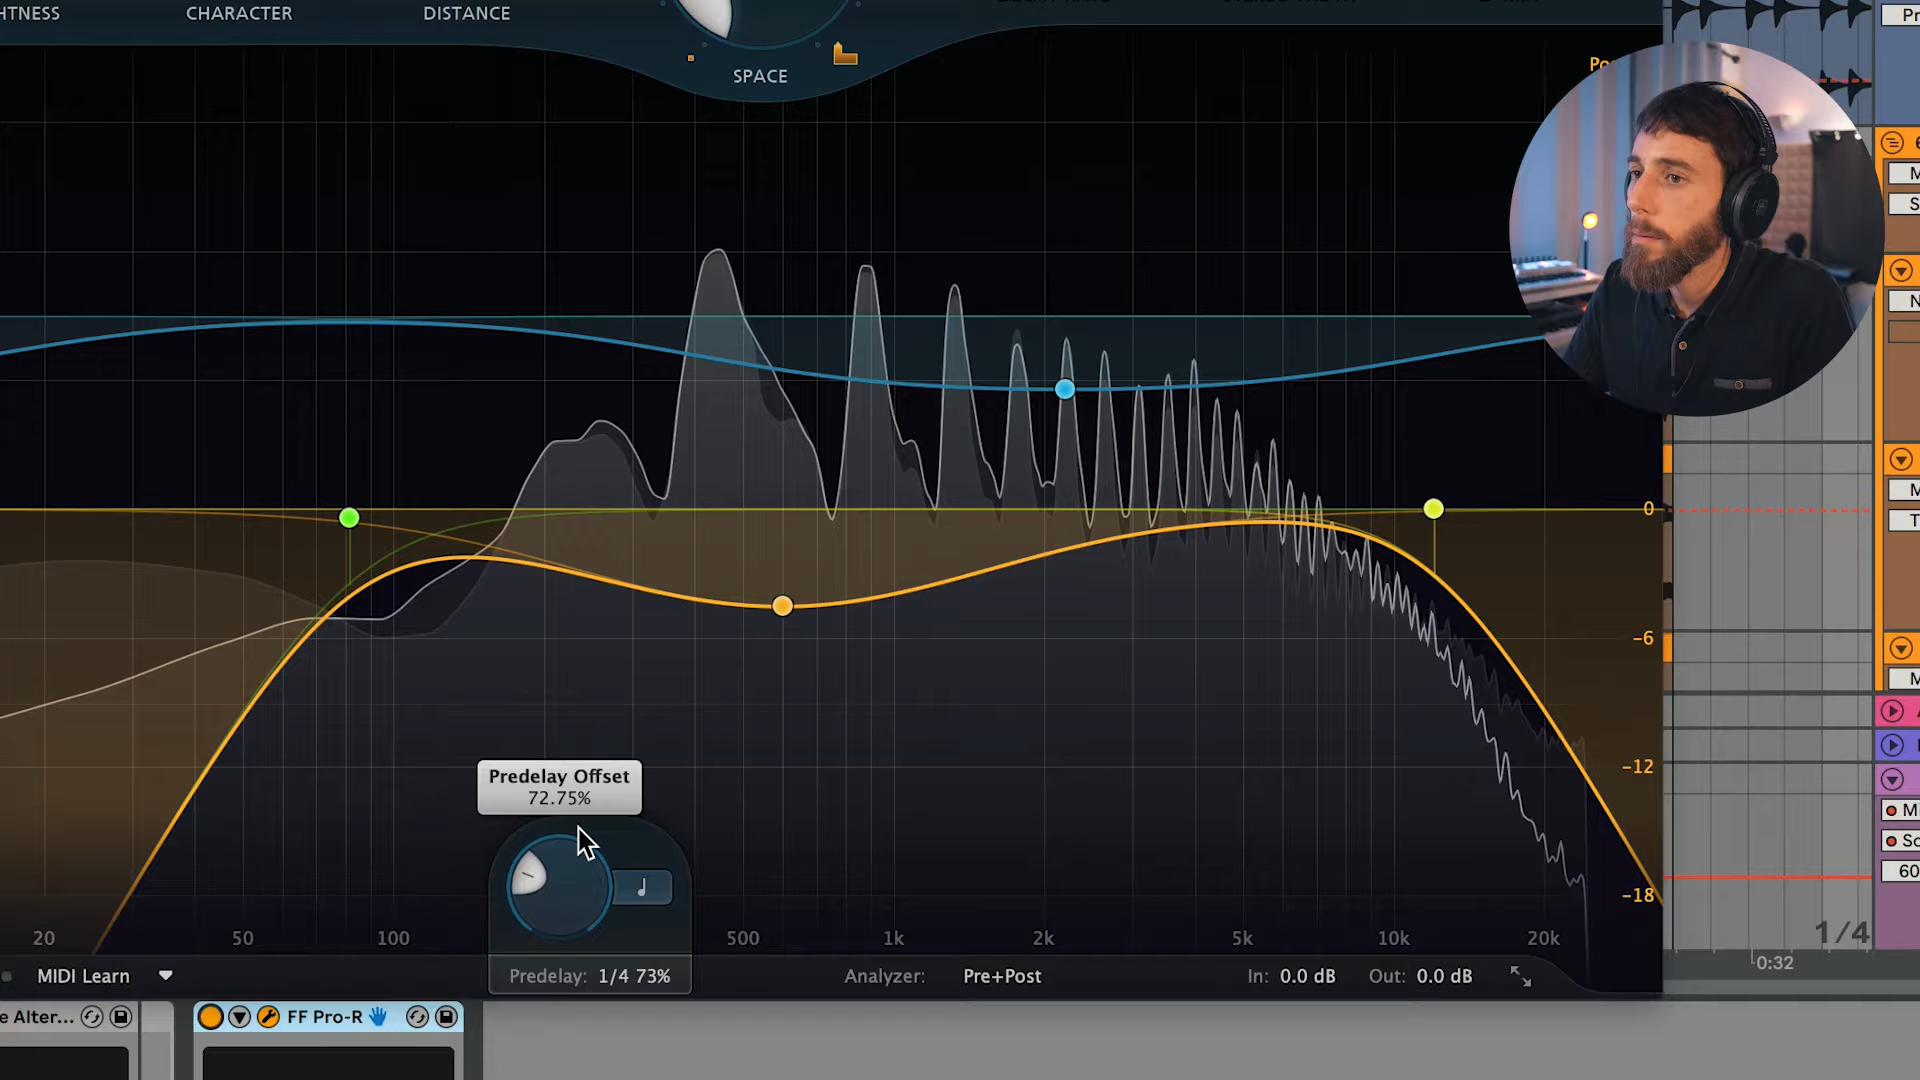 CHARACTER
DISTANCE
SPACE
0
-6
Predelay Offset
72.75%
-12
-18
20
50
100
500
1k
2k
5k
10k
20k
1/4
0:32
MIDI Learn
Predelay: 1/4 73%
Analyzer: Pre+Post
In: 0.0 dB
Out: 0.0 dB
e Alter...
FF Pro-R
60